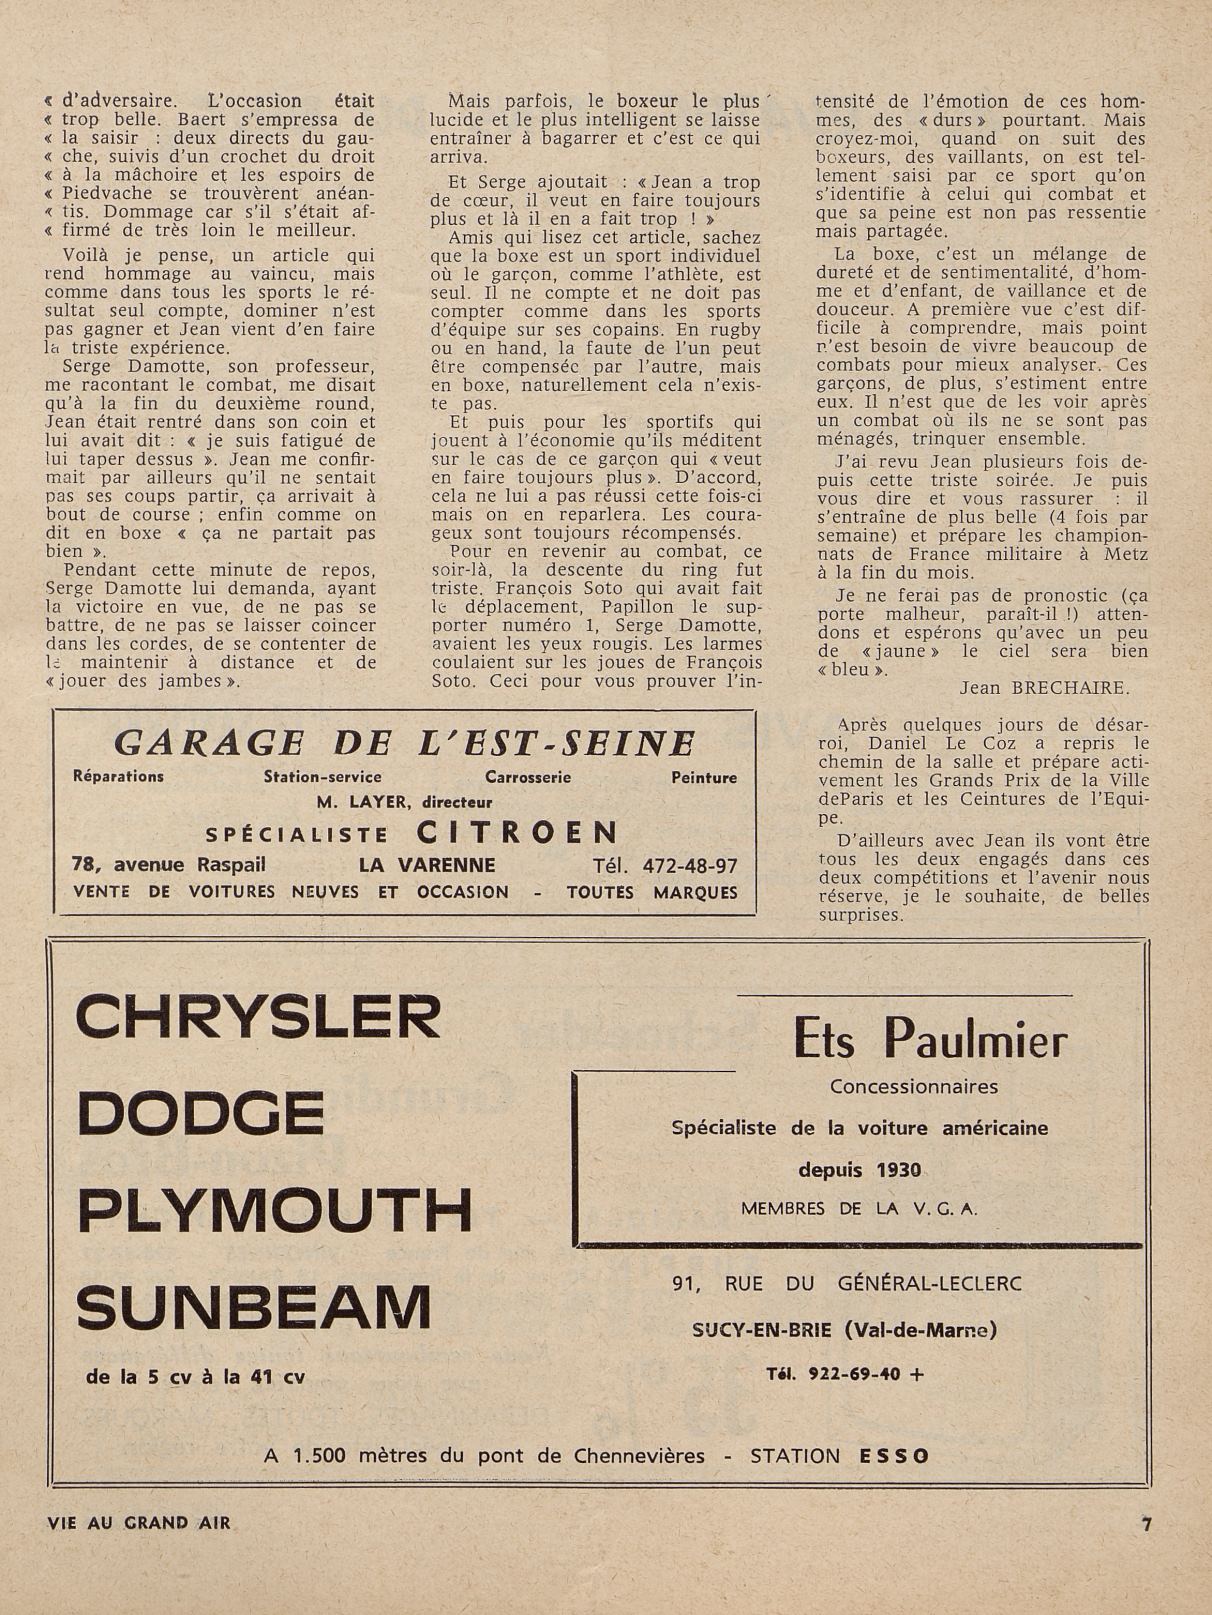 « d'adversaire. L'occasion était
« trop belle. Baert s'empressa de
« la saisir : deux directs du gau-
« che, suivis d'un crochet du droit
« à la mâchoire et les espoirs de
« Piedvache se trouvèrent anéan-
« tis. Dommage car s'il s'était af-
« firmé de très loin le meilleur.
Voilà je pense, un article qui
rend hommage au vaincu, mais
comme dans tous les sports le ré-
sultat seul compte, dominer n'est
pas gagner et Jean vient d'en faire
la triste expérience.
Serge Damotte, son professeur,
me racontant le combat, me disait
qu'à la fin du deuxième round,
Jean était rentré dans son coin et
lui avait dit : « je suis fatigué de
lui taper dessus ». Jean me confir-
mait par ailleurs qu'il ne sentait
pas ses coups partir, ça arrivait à
bout de course ; enfin comme on
dit en boxe « ça ne partait pas
bien ».
Pendant cette minute de repos,
Serge Damotte lui demanda, ayant
la victoire en vue, de ne pas se
battre, de ne pas se laisser coincer
dans les cordes, de se contenter de
le maintenir à distance et de
« jouer des jambes ».
Mais parfois, le boxeur le plus
lucide et le plus intelligent se laisse
entraîner à bagarrer et c'est ce qui
arriva.
Et Serge ajoutait : « Jean a trop
de cœur, il veut en faire toujours
plus et là il en a fait trop ! »
Amis qui lisez cet article, sachez
que la boxe est un sport individuel
où le garçon, comme l'athlète, est
seul. Il ne compte et ne doit pas
compter comme dans les sports
d'équipe sur ses copains. En rugby
ou en hand, la faute de l'un peut
être compensée par l'autre, mais
en boxe, naturellement cela n'exis-
te pas.
Et puis pour les sportifs qui
jouent à l'économie qu'ils méditent
sur le cas de ce garçon qui « veut
en faire toujours plus ». D'accord,
cela ne lui a pas réussi cette fois-ci
mais on en reparlera. Les coura-
geux sont toujours récompensés.
Pour en revenir au combat, ce
soir-là, la descente du ring fut
triste. François Soto qui avait fait
le déplacement, Papillon le sup-
porter numéro 1, Serge Damotte,
avaient les yeux rougis. Les larmes
coulaient sur les joues de François
Soto. Ceci pour vous prouver l'in-
tensité de l'émotion de ces hom-
mes, des « durs » pourtant. Mais
croyez-moi, quand on suit des
boxeurs, des vaillants, on est tel-
lement saisi par ce sport qu'on
s'identifie à celui qui combat et
que sa peine est non pas ressentie
mais partagée.
La boxe, c'est un mélange de
dureté et de sentimentalité, d'hom-
me et d'enfant, de vaillance et de
douceur. A première vue c'est dif-
ficile à comprendre, mais point
n'est besoin de vivre beaucoup de
combats pour mieux analyser. Ces
garçons, de plus, s'estiment entre
eux. Il n'est que de les voir après
un combat où ils ne se sont pas
ménagés, trinquer ensemble.
J'ai revu Jean plusieurs fois de-
puis cette triste soirée. Je puis
vous dire et vous rassurer : il
s'entraîne de plus belle (4 fois par
semaine) et prépare les champion-
nats de France militaire à Metz
à la fin du mois.
Je ne ferai pas de pronostic (ça
porte malheur, paraît-il !) atten-
dons et espérons qu'avec un peu
de « jaune » le ciel sera bien
« bleu ».
Jean BRECHAIRE.
Après quelques jours de désar-
roi, Daniel Le Coz a repris le
chemin de la salle et prépare acti-
vement les Grands Prix de la Ville
deParis et les Ceintures de l'Equi-
pe.
D'ailleurs avec Jean ils vont être
tous les deux engagés dans ces
deux compétitions et l'avenir nous
réserve, je le souhaite, de belles
surprises.
GARAGE DE L'EST-SEINE
Réparations Station-service Carrosserie Peinture
M. LAYER, directeur
SPÉCIALISTE CITROEN
78, avenue Raspail LA VARENNE Tél. 472-48-97
VENTE DE VOITURES NEUVES ET OCCASION - TOUTES MARQUES
CHRYSLER
DODGE
PLYMOUTH
SUNBEAM
de la 5 cv à la 41 cv
Ets Paulmier
Concessionnaires
Spécialiste de la voiture américaine
depuis 1930
MEMBRES DE LA V.G.A.
91, RUE DU GÉNÉRAL-LECLERC
SUCY-EN-BRIE (Val-de-Marne)
Tél. 922-69-40 +
A 1.500 mètres du pont de Chennevières - STATION ESSO
VIE AU GRAND AIR
7